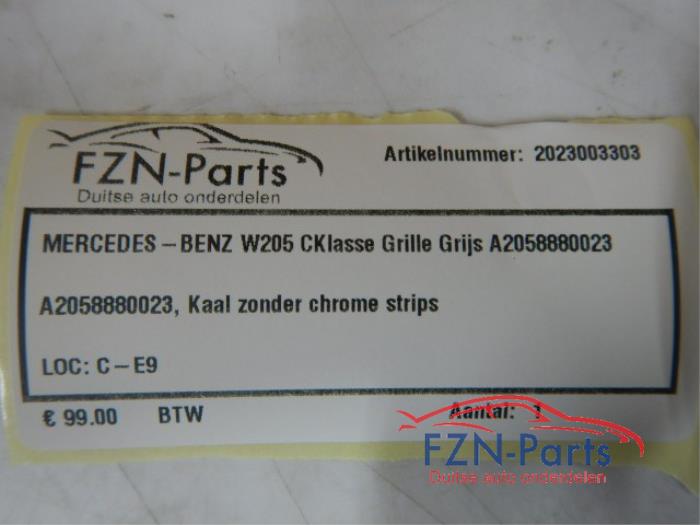 FZN-Parts
Duitse auto onderdelen
Artikelnummer: 2023003303
MERCEDES-BENZ W205 CKlasse Grille Grijs A2058880023
A2058880023, Kaal zonder chrome strips
LOC: C-E9
€ 99.00 BTW Aantal: 1
FZN-Parts
Duitse auto onderdelen